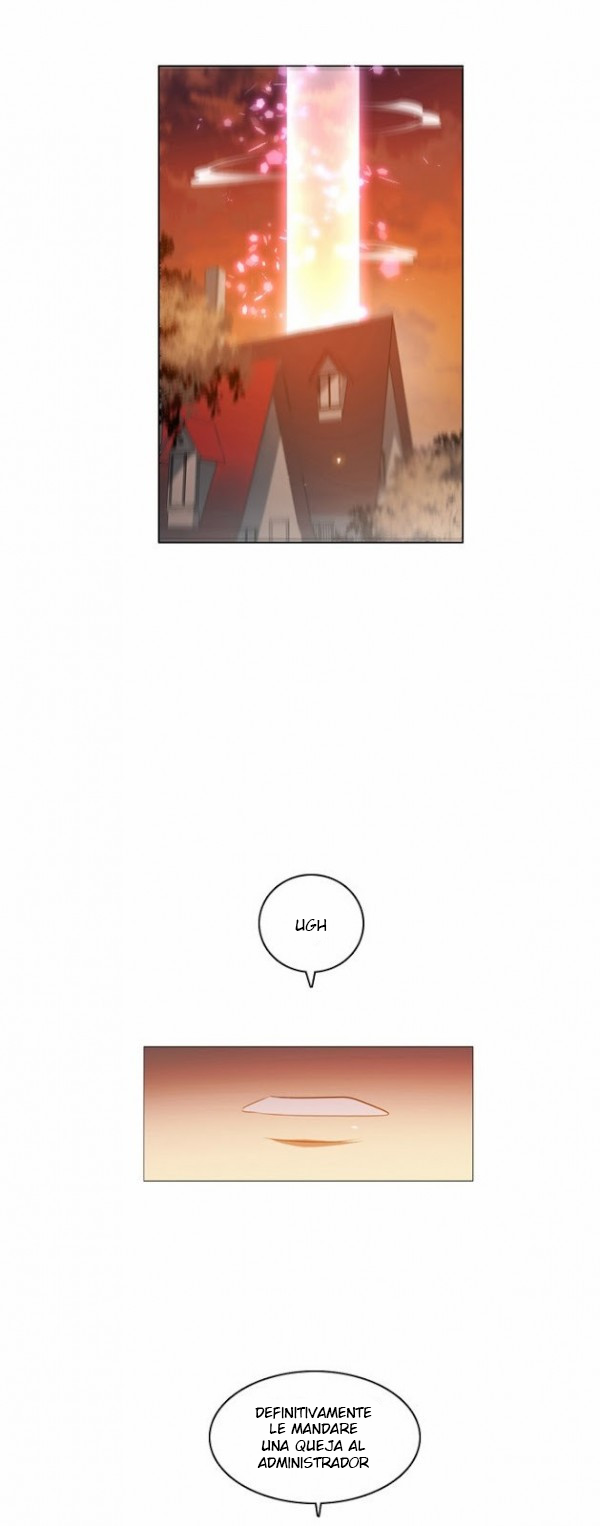 UGH
DEFINITIVAMENTE
LE MANDARE
UNA QUEJA AL
ADMINISTRADOR